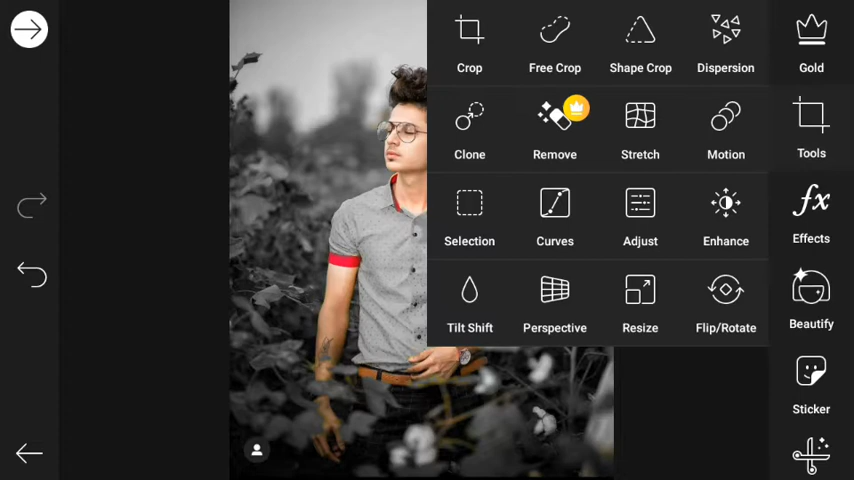 Crop Free Crop Shape Crop Dispersion Gold
Clone Remove Stretch Motion Tools
Selection Curves Adjust Enhance Effects
fx
Tilt Shift Perspective Resize Flip/Rotate Beautify
Sticker